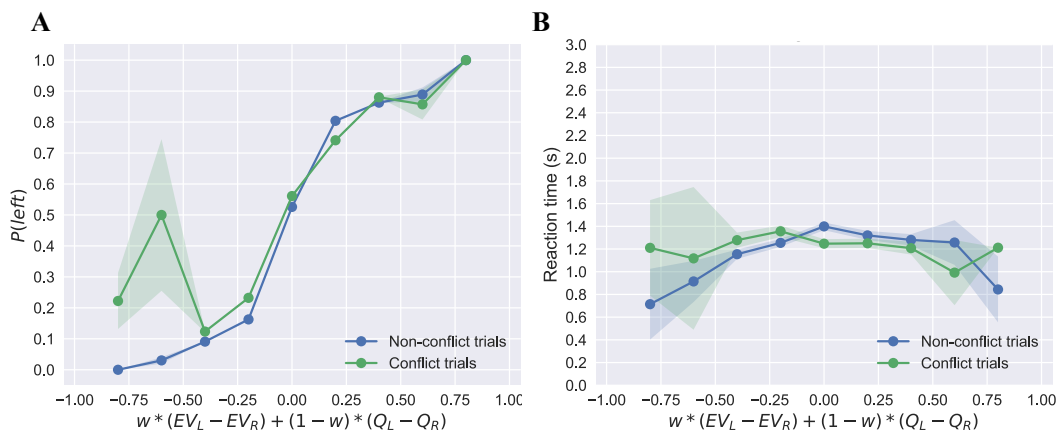 A
1.0
0.9
0.8
0.7
0.6
0.5
0.4
0.3
0.2
0.1
0.0
P(left)
Non-conflict trials
Conflict trials
−1.00 −0.75 −0.50 −0.25 0.00 0.25 0.50 0.75 1.00
w * (EV_L − EV_R) + (1 − w) * (Q_L − Q_R)
B
3.0
2.8
2.6
2.4
2.2
2.0
1.8
1.6
1.4
1.2
1.0
0.8
0.6
0.4
0.2
0.0
Reaction time (s)
Non-conflict trials
Conflict trials
−1.00 −0.75 −0.50 −0.25 0.00 0.25 0.50 0.75 1.00
w * (EV_L − EV_R) + (1 − w) * (Q_L − Q_R)